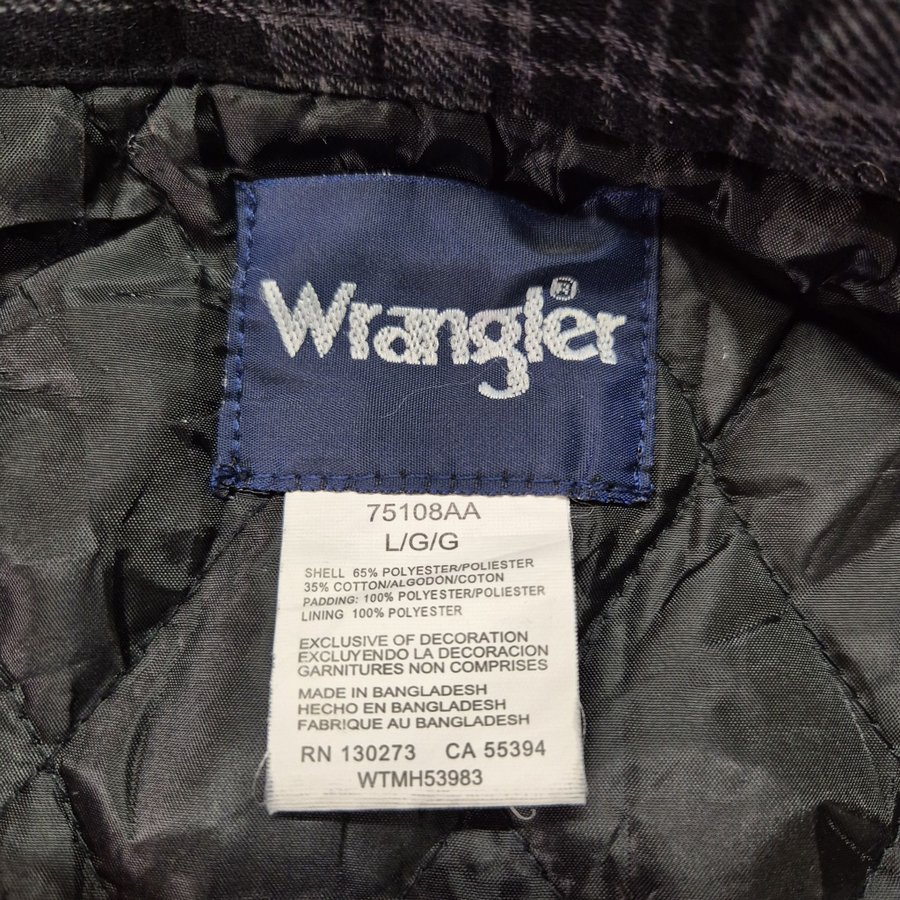 Wrangler®
75108AA
L/G/G
SHELL 65% POLYESTER/POLIESTER
35% COTTON/ALGODON/COTON
PADDING: 100% POLYESTER/POLIESTER
LINING 100% POLYESTER
EXCLUSIVE OF DECORATION
EXCLUYENDO LA DECORACION
GARNITURES NON COMPRISES
MADE IN BANGLADESH
HECHO EN BANGLADESH
FABRIQUE AU BANGLADESH
RN 130273 CA 55394
WTMH53983